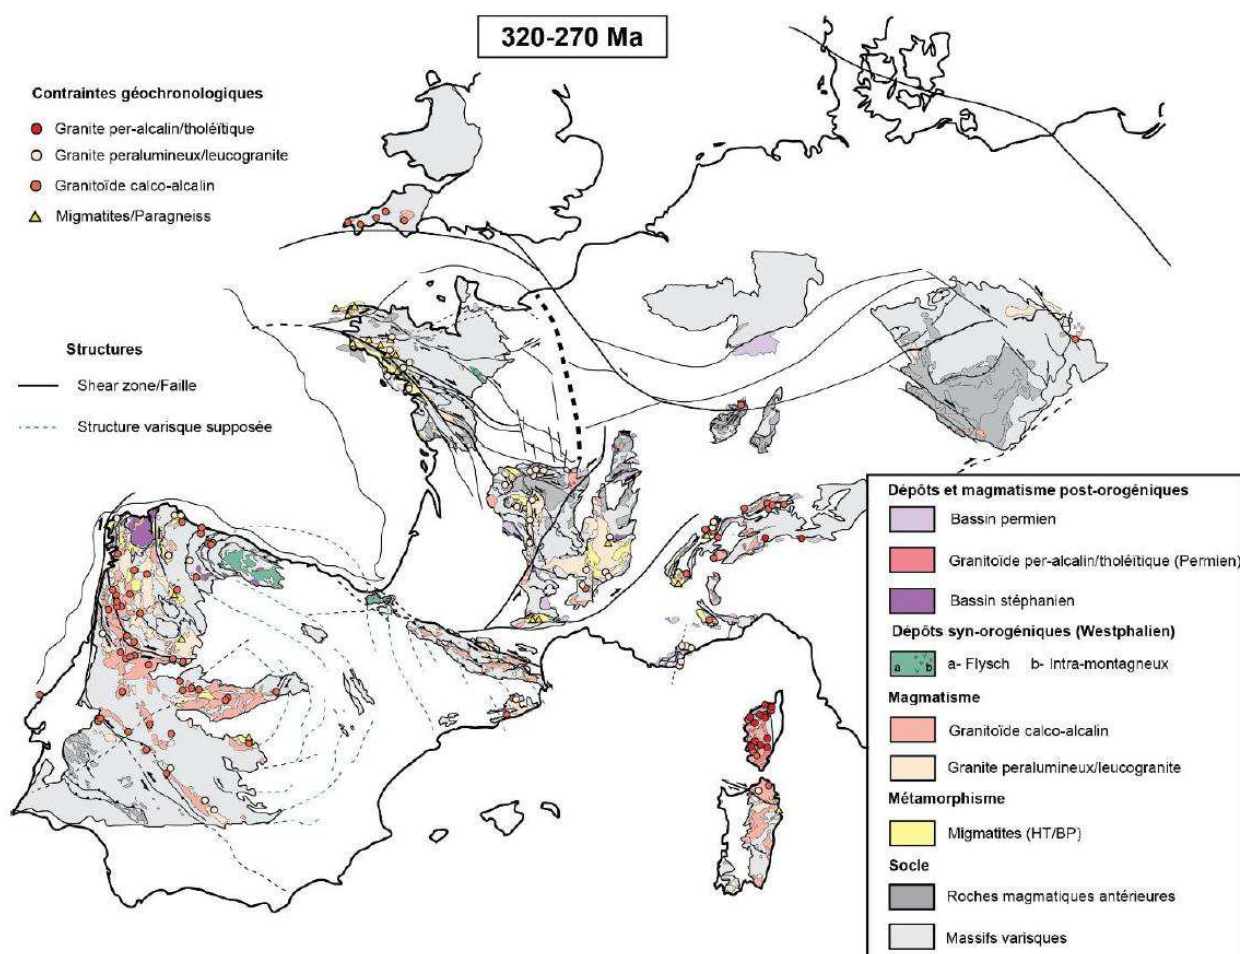 320-270 Ma
Contraintes géochronologiques
Granite per-alcalin/tholéïtique
Granite peralumineux/leucogranite
Granitoïde calco-alcalin
Migmatites/Paragneiss
Structures
Shear zone/Faille
Structure varisque supposée
Dépôts et magmatisme post-orogéniques
Bassin permien
Granitoïde per-alcalin/tholéïtique (Permien)
Bassin stéphanien
Dépôts syn-orogéniques (Westphalien)
a b a- Flysch b- Intra-montagneux
Magmatisme
Granitoïde calco-alcalin
Granite peralumineux/leucogranite
Métamorphisme
Migmatites (HT/BP)
Socle
Roches magmatiques antérieures
Massifs varisques